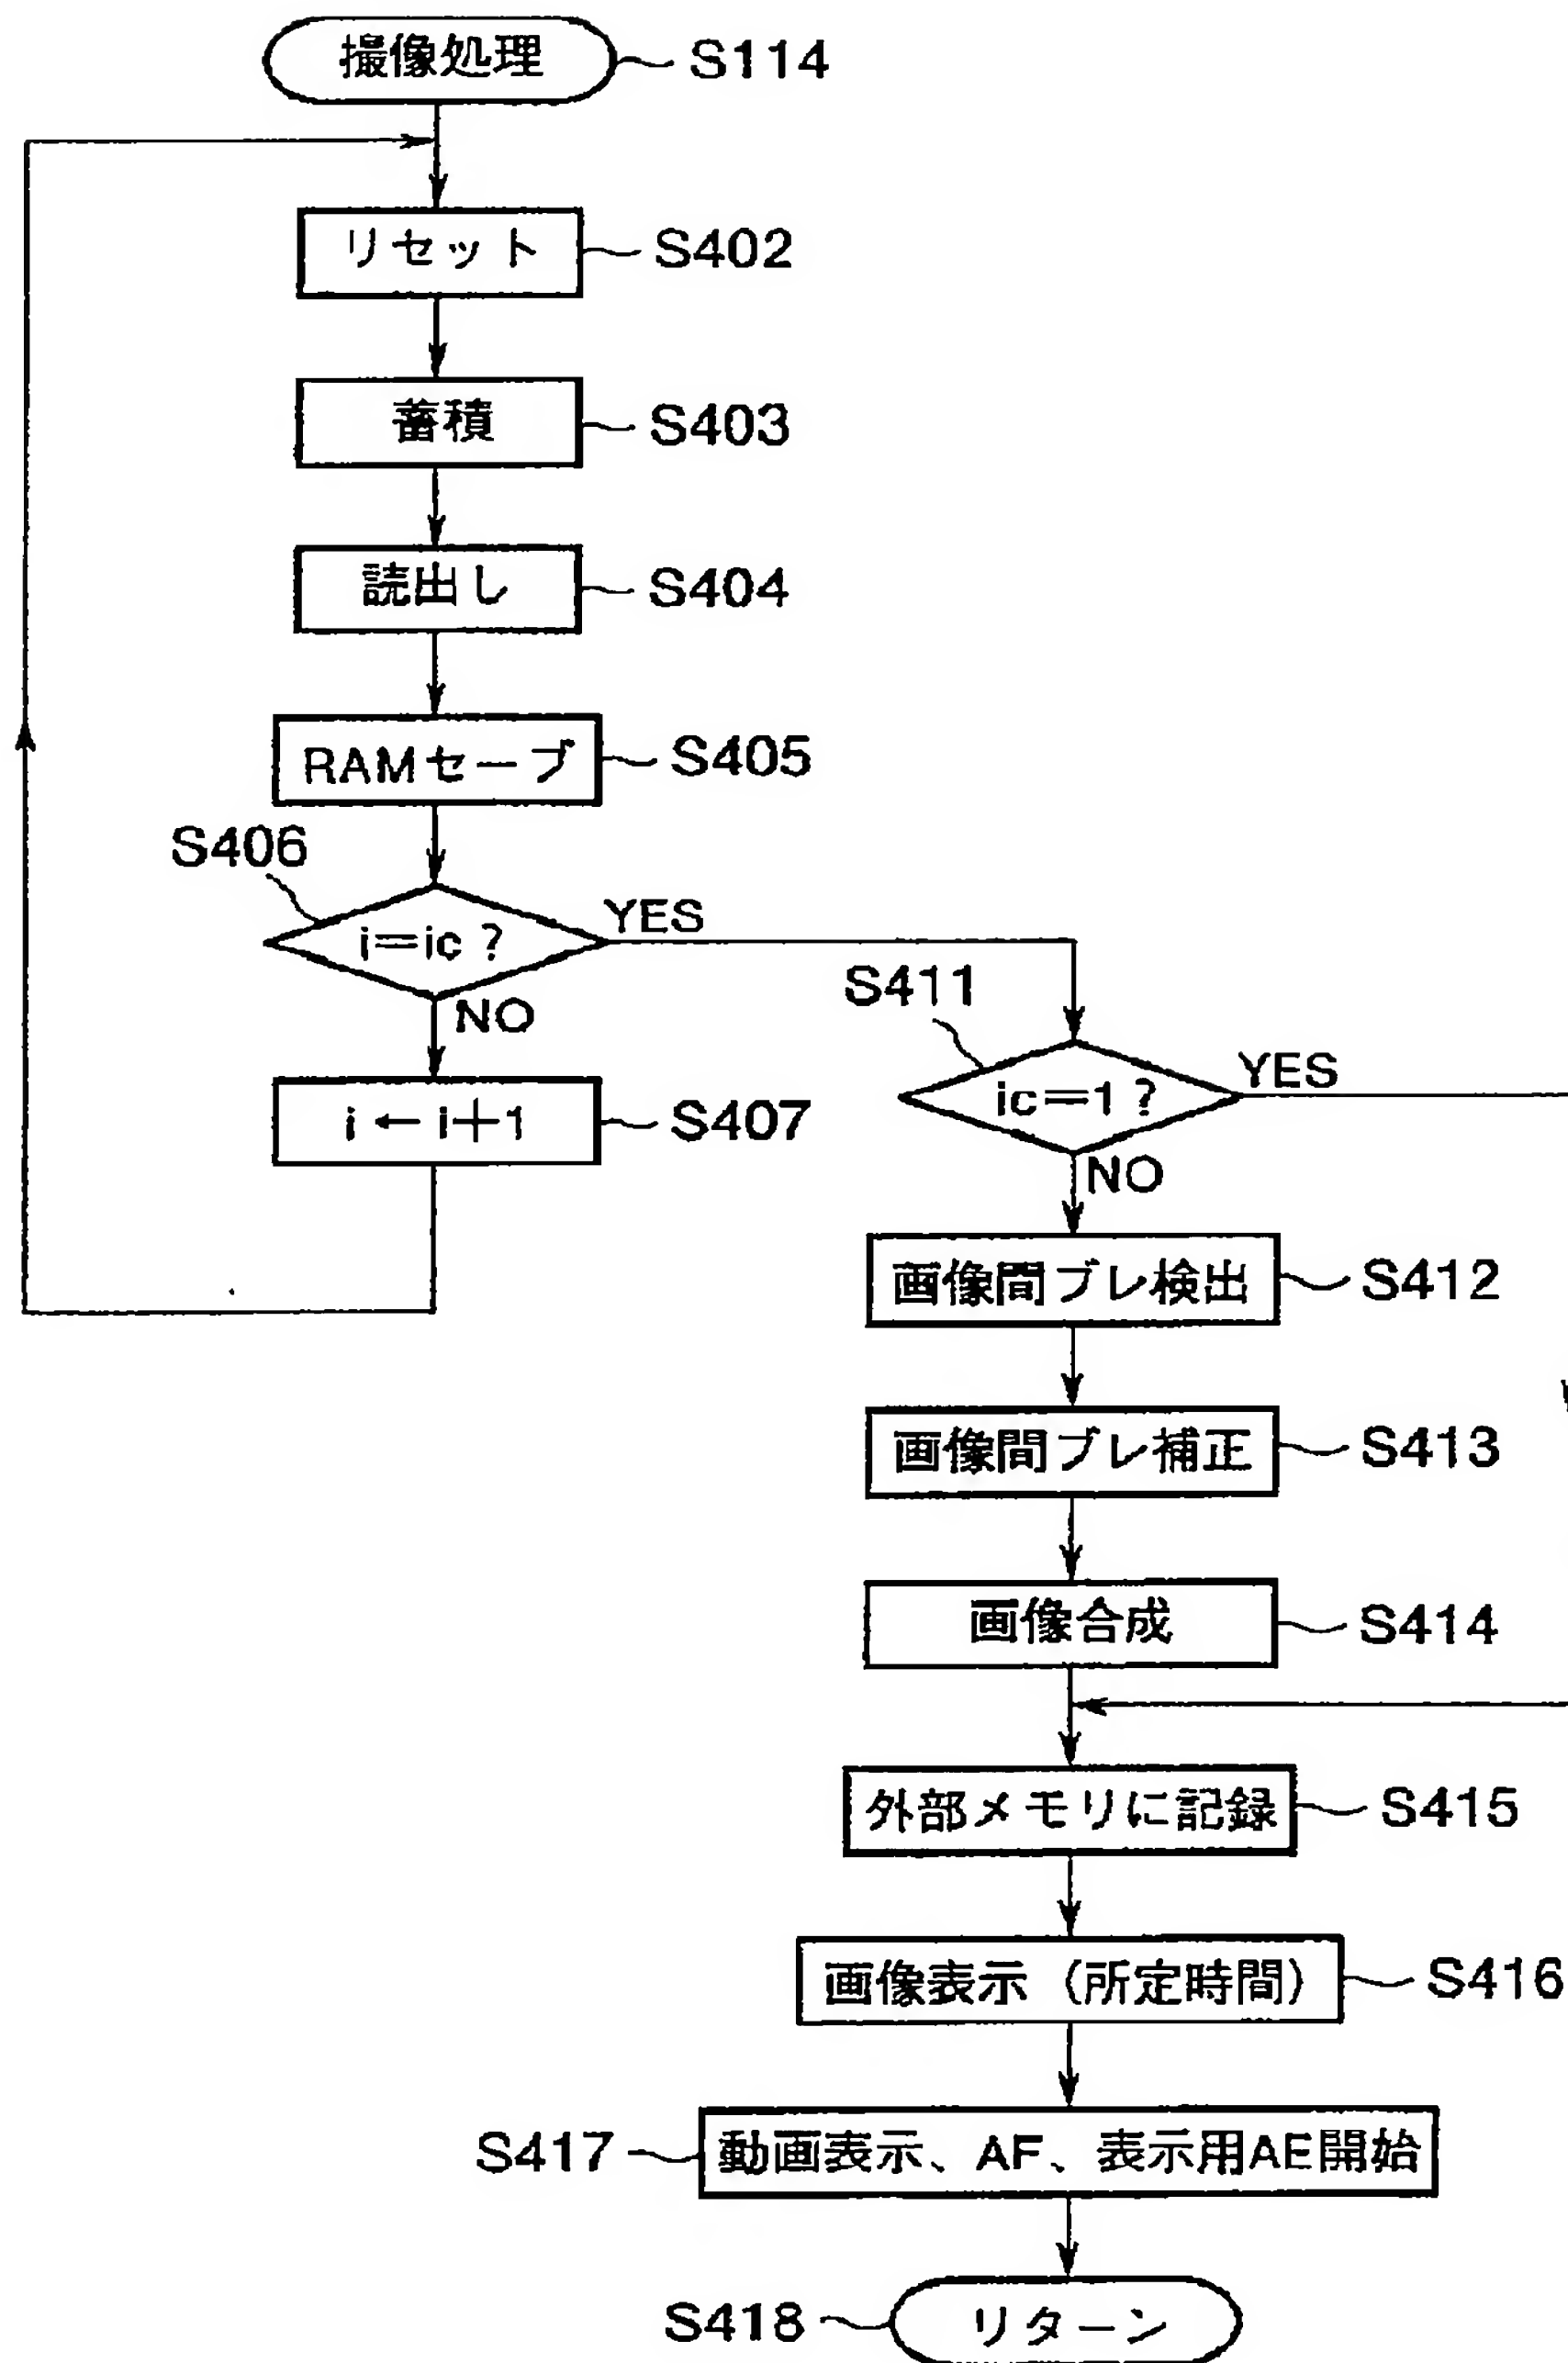 撮像処理 S114
リセット S402
蓄積 S403
読出し S404
RAMセーブ S405
S406
i=ic?
YES
NO
i←i+1 S407
S411
ic=1?
YES
NO
画像間ブレ検出 S412
画像間ブレ補正 S413
画像合成 S414
外部メモリに記録 S415
画像表示（所定時間） S416
S417 動画表示、AF、表示用AE開始
S418 リターン